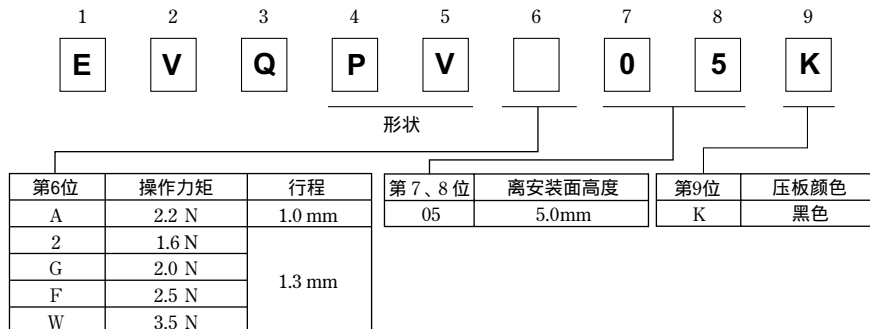 1 2 3 4 5 6 7 8 9
E V Q P V 0 5 K
形状
第6位 操作力矩 行程
A 2.2 N 1.0 mm
2 1.6 N
G 2.0 N
F 2.5 N
W 3.5 N
1.3 mm
第 7 、8 位 离安装面高度
05 5.0mm
第9位 压板颜色
K 黑色